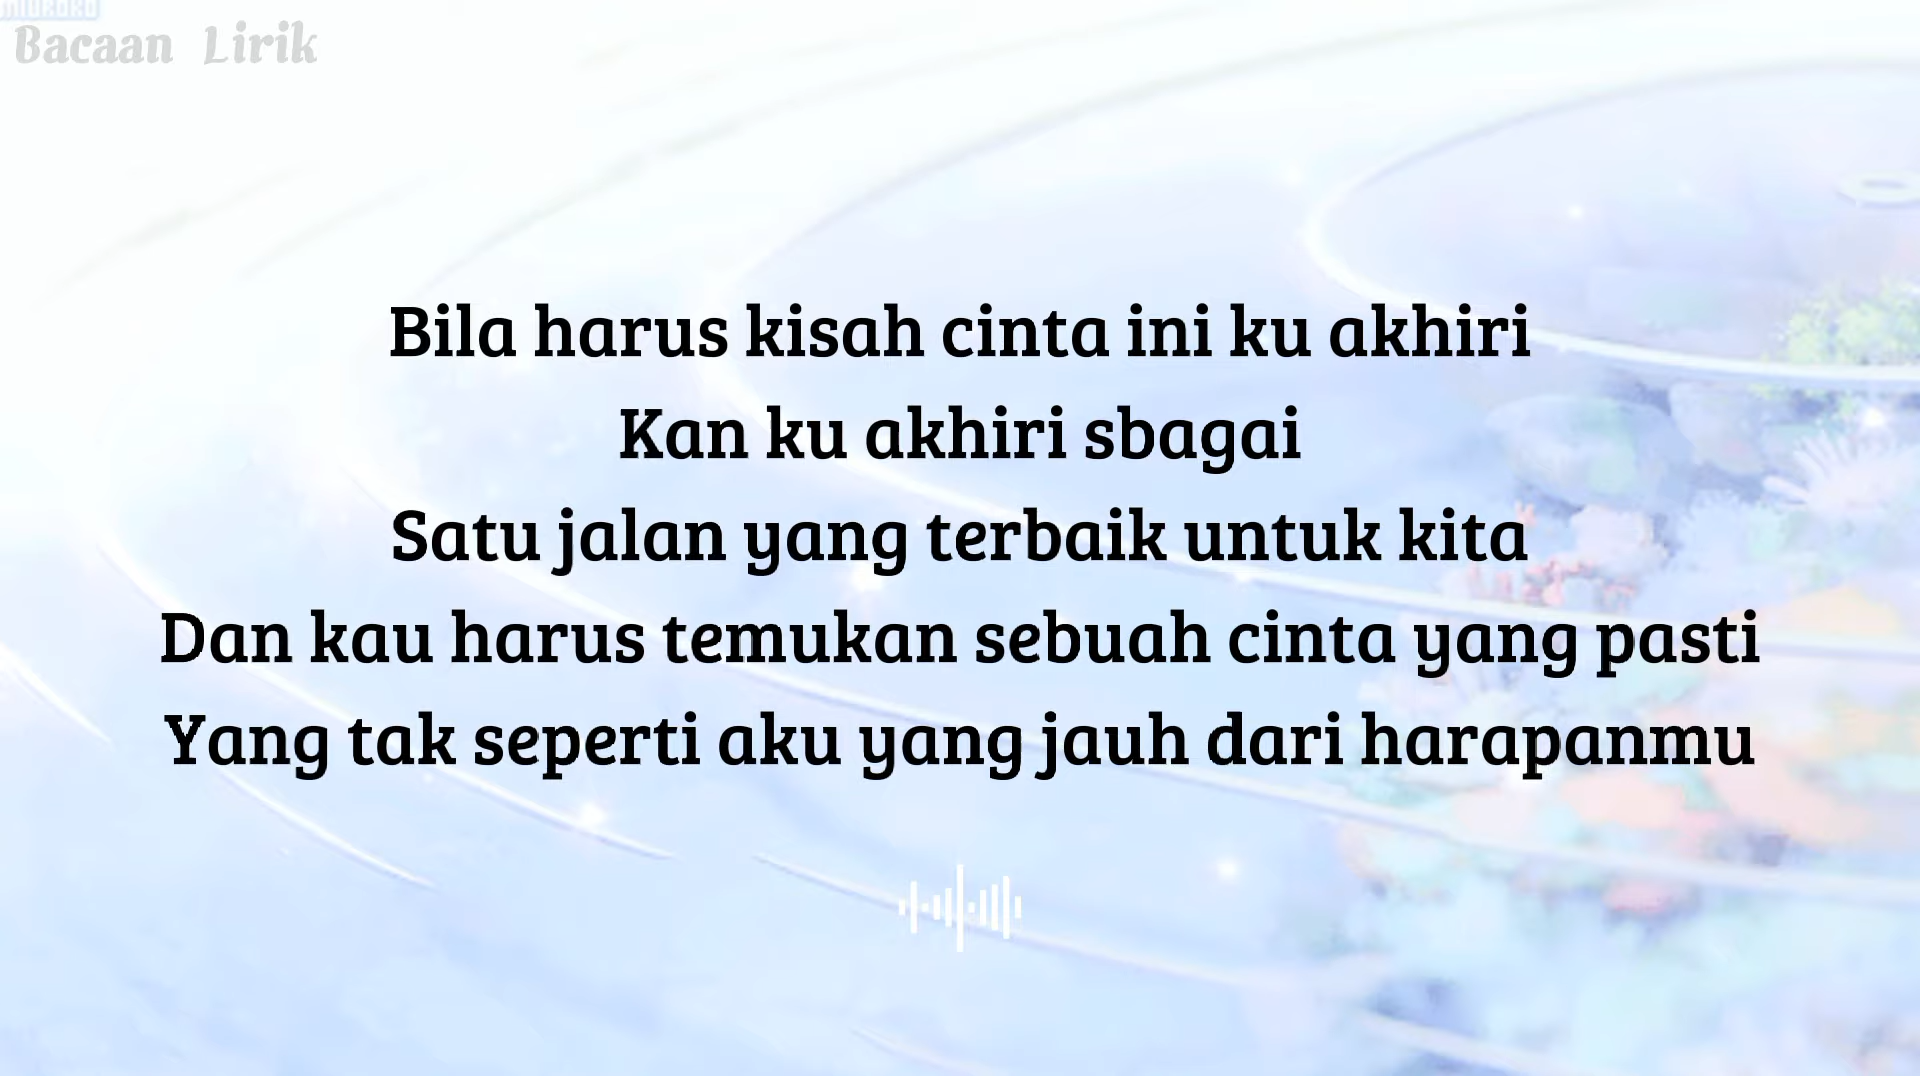 MIUKOKO
Bacaan Lirik
Bila harus kisah cinta ini ku akhiri
Kan ku akhiri sbagai
Satu jalan yang terbaik untuk kita
Dan kau harus temukan sebuah cinta yang pasti
Yang tak seperti aku yang jauh dari harapanmu